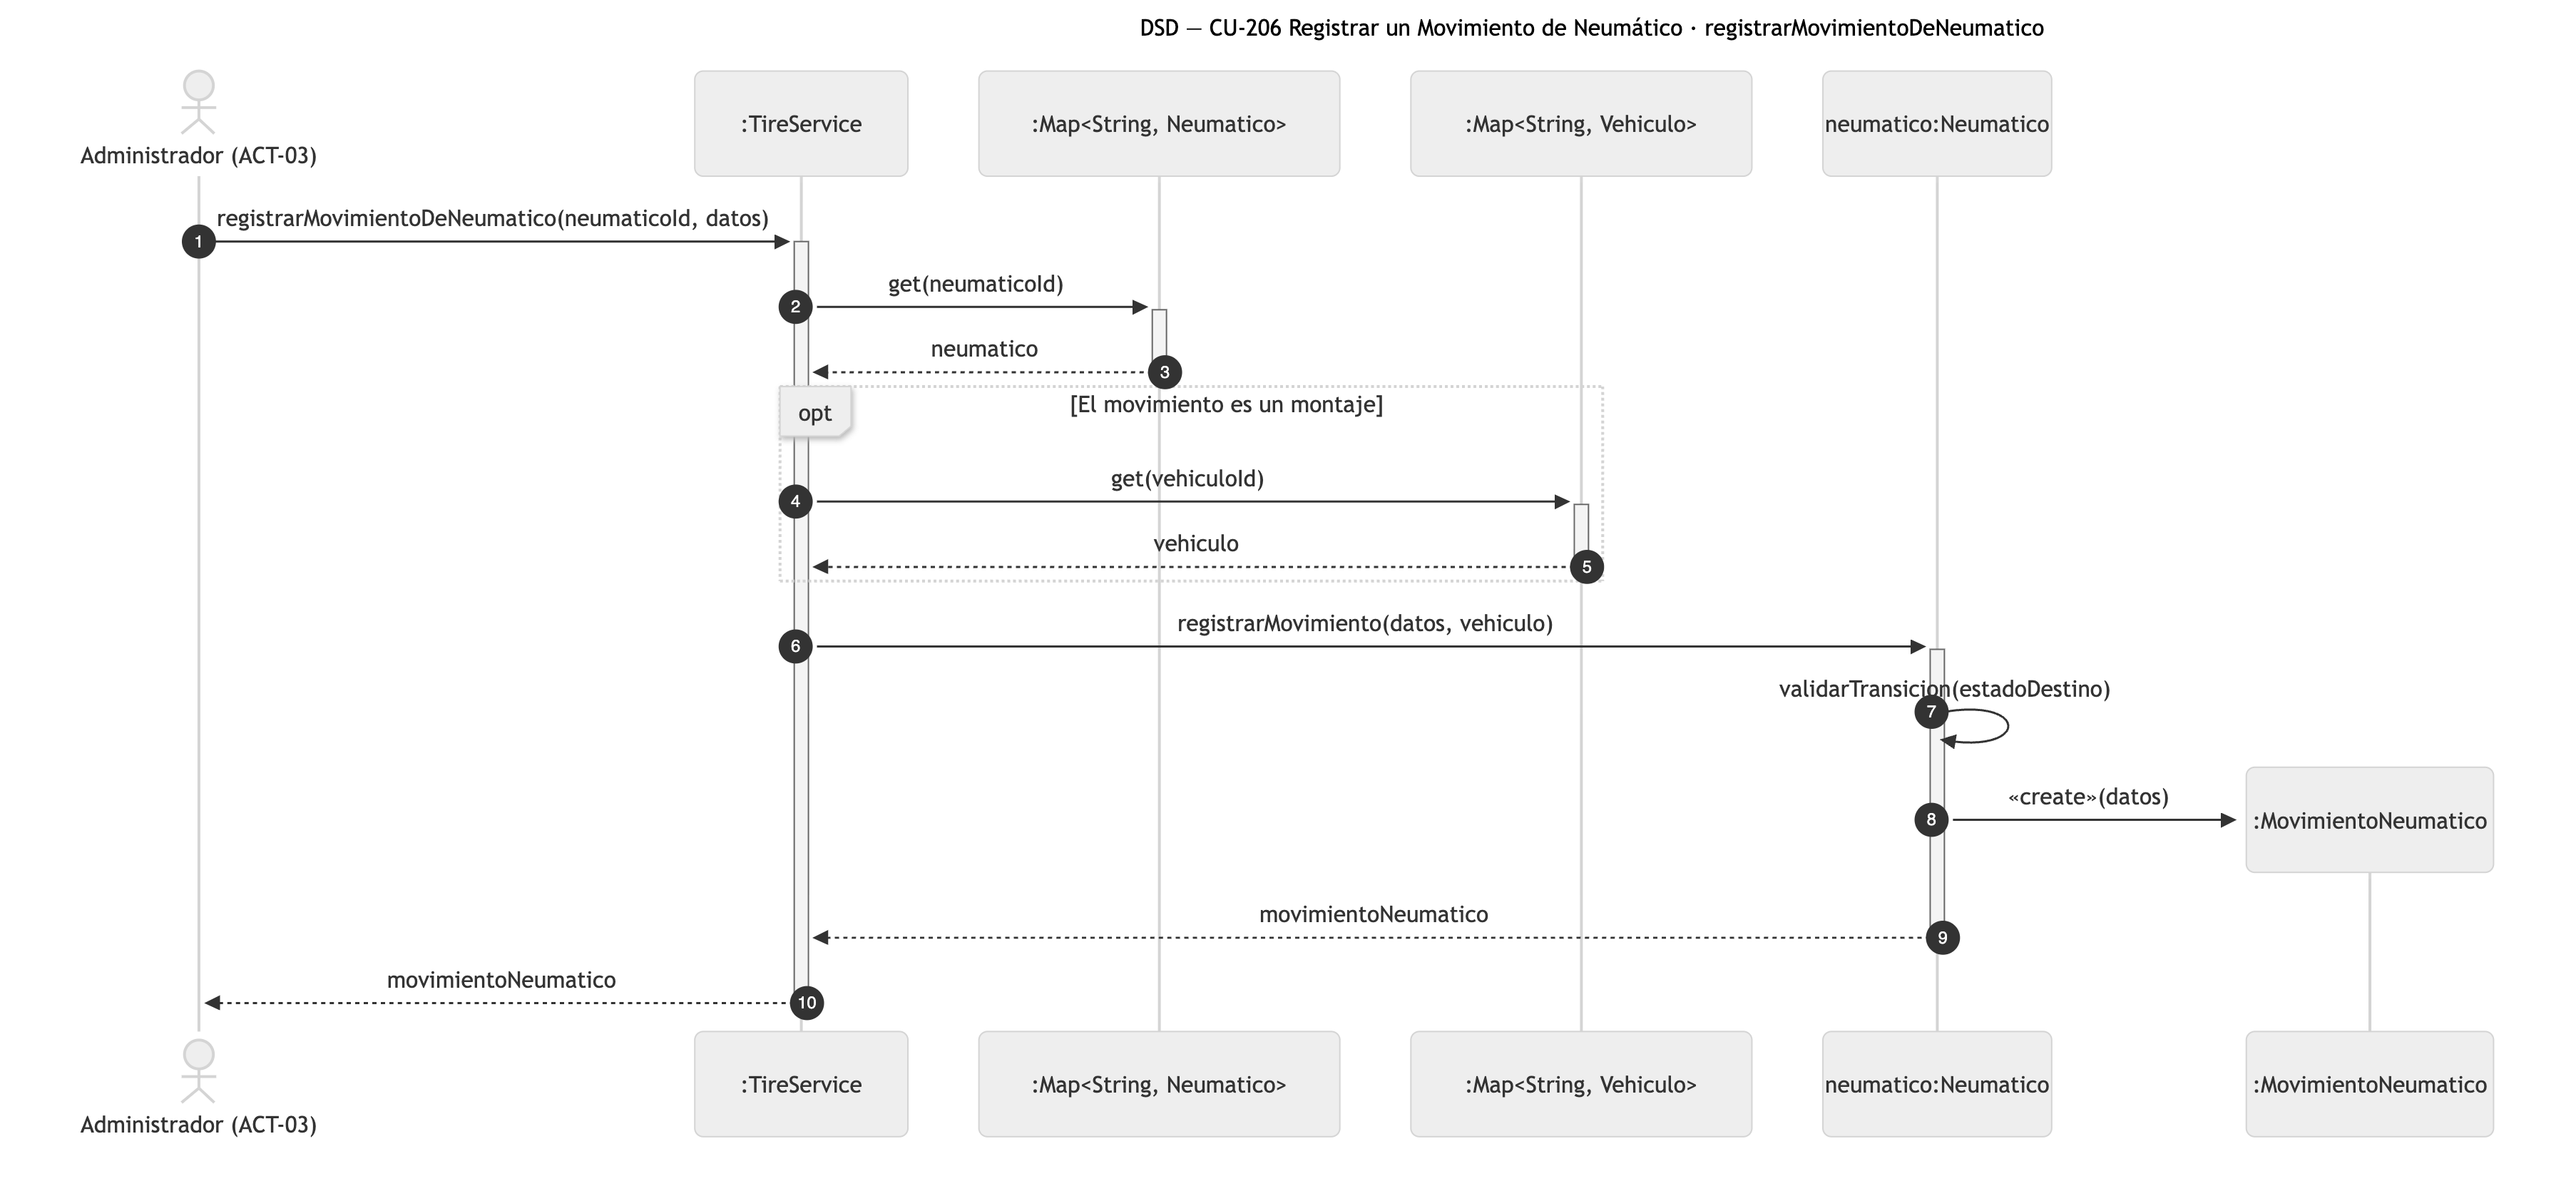 DSD — CU-206 Registrar un Movimiento de Neumático · registrarMovimientoDeNeumatico
Administrador (ACT-03)
:TireService
:Map<String, Neumatico>
:Map<String, Vehiculo>
neumatico:Neumatico
registrarMovimientoDeNeumatico(neumaticoId, datos)
1
get(neumaticoId)
2
neumatico
3
opt
[El movimiento es un montaje]
get(vehiculoId)
4
vehiculo
5
registrarMovimiento(datos, vehiculo)
6
validarTransicion(estadoDestino)
7
«create»(datos)
8
:MovimientoNeumatico
movimientoNeumatico
9
movimientoNeumatico
10
Administrador (ACT-03)
:TireService
:Map<String, Neumatico>
:Map<String, Vehiculo>
neumatico:Neumatico
:MovimientoNeumatico